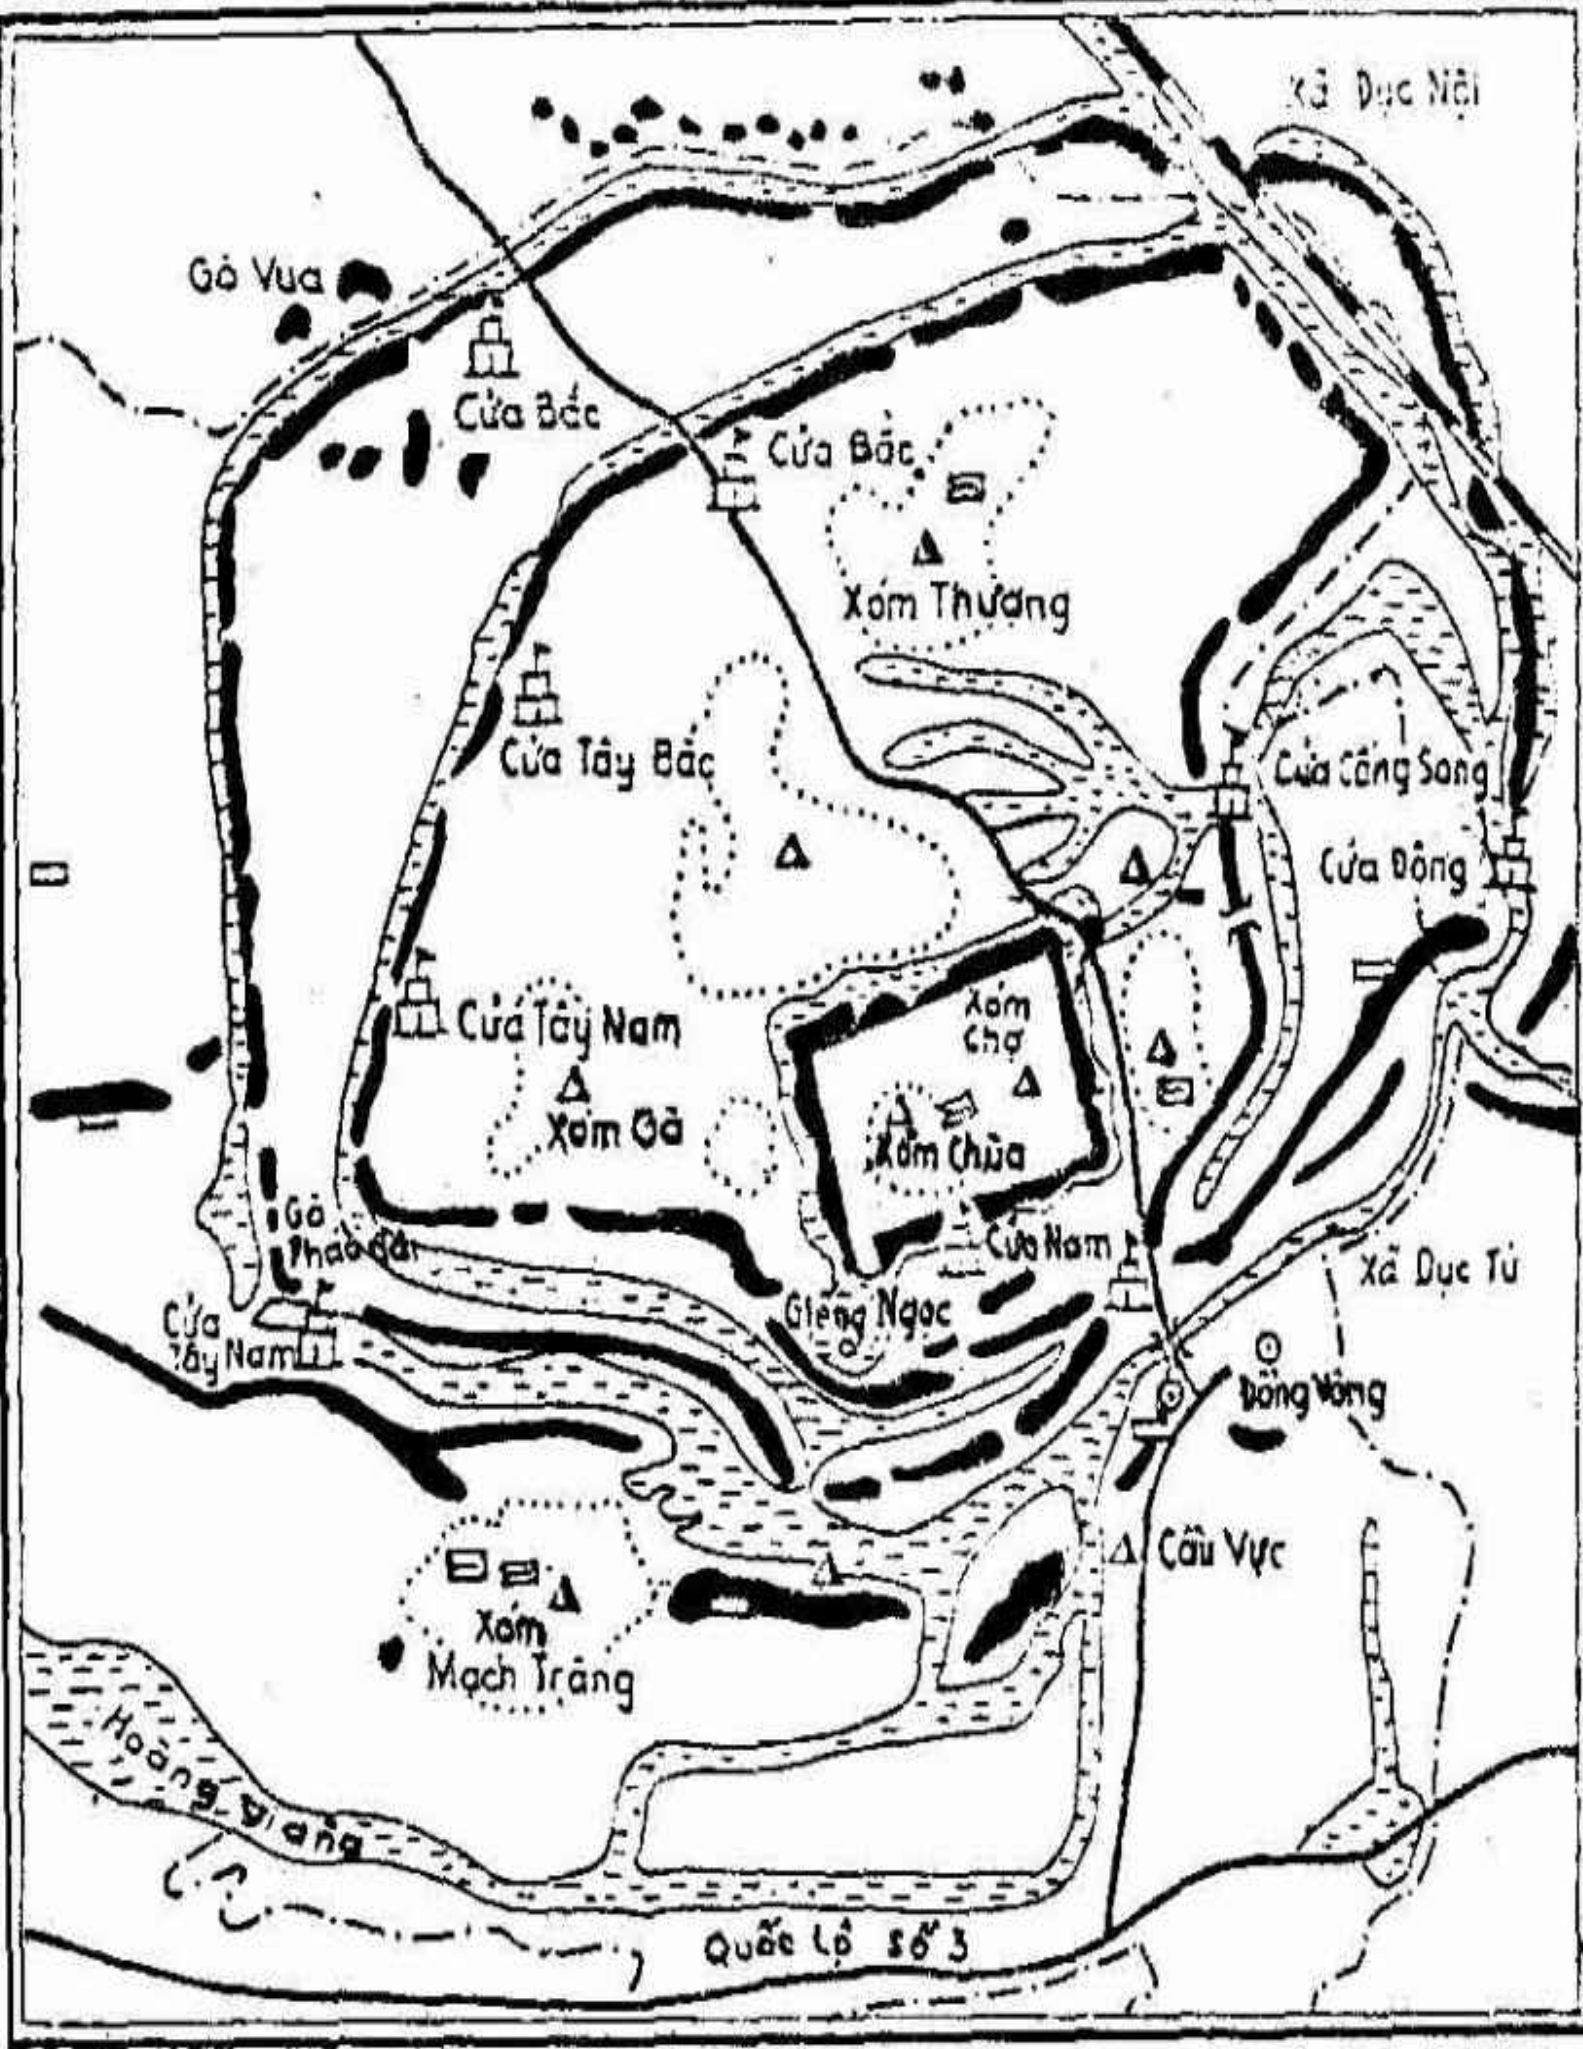 Xã Dục Nội
Gò Vua
Cửa Bắc
Cửa Bắc
Xóm Thượng
Cửa Tây Bắc
Cửa Cống Song
Cửa Đông
Xóm
Chợ
Cửa Tây Nam
Xóm Gà
Xóm Chùa
Gò
Pháo Đài
Cửa Nam
Xã Dục Tú
Giếng Ngọc
Cửa
Tây Nam
Đống Vông
Cầu Vực
Xóm
Mạch Tràng
Hoàng giang
Quốc lộ số 3